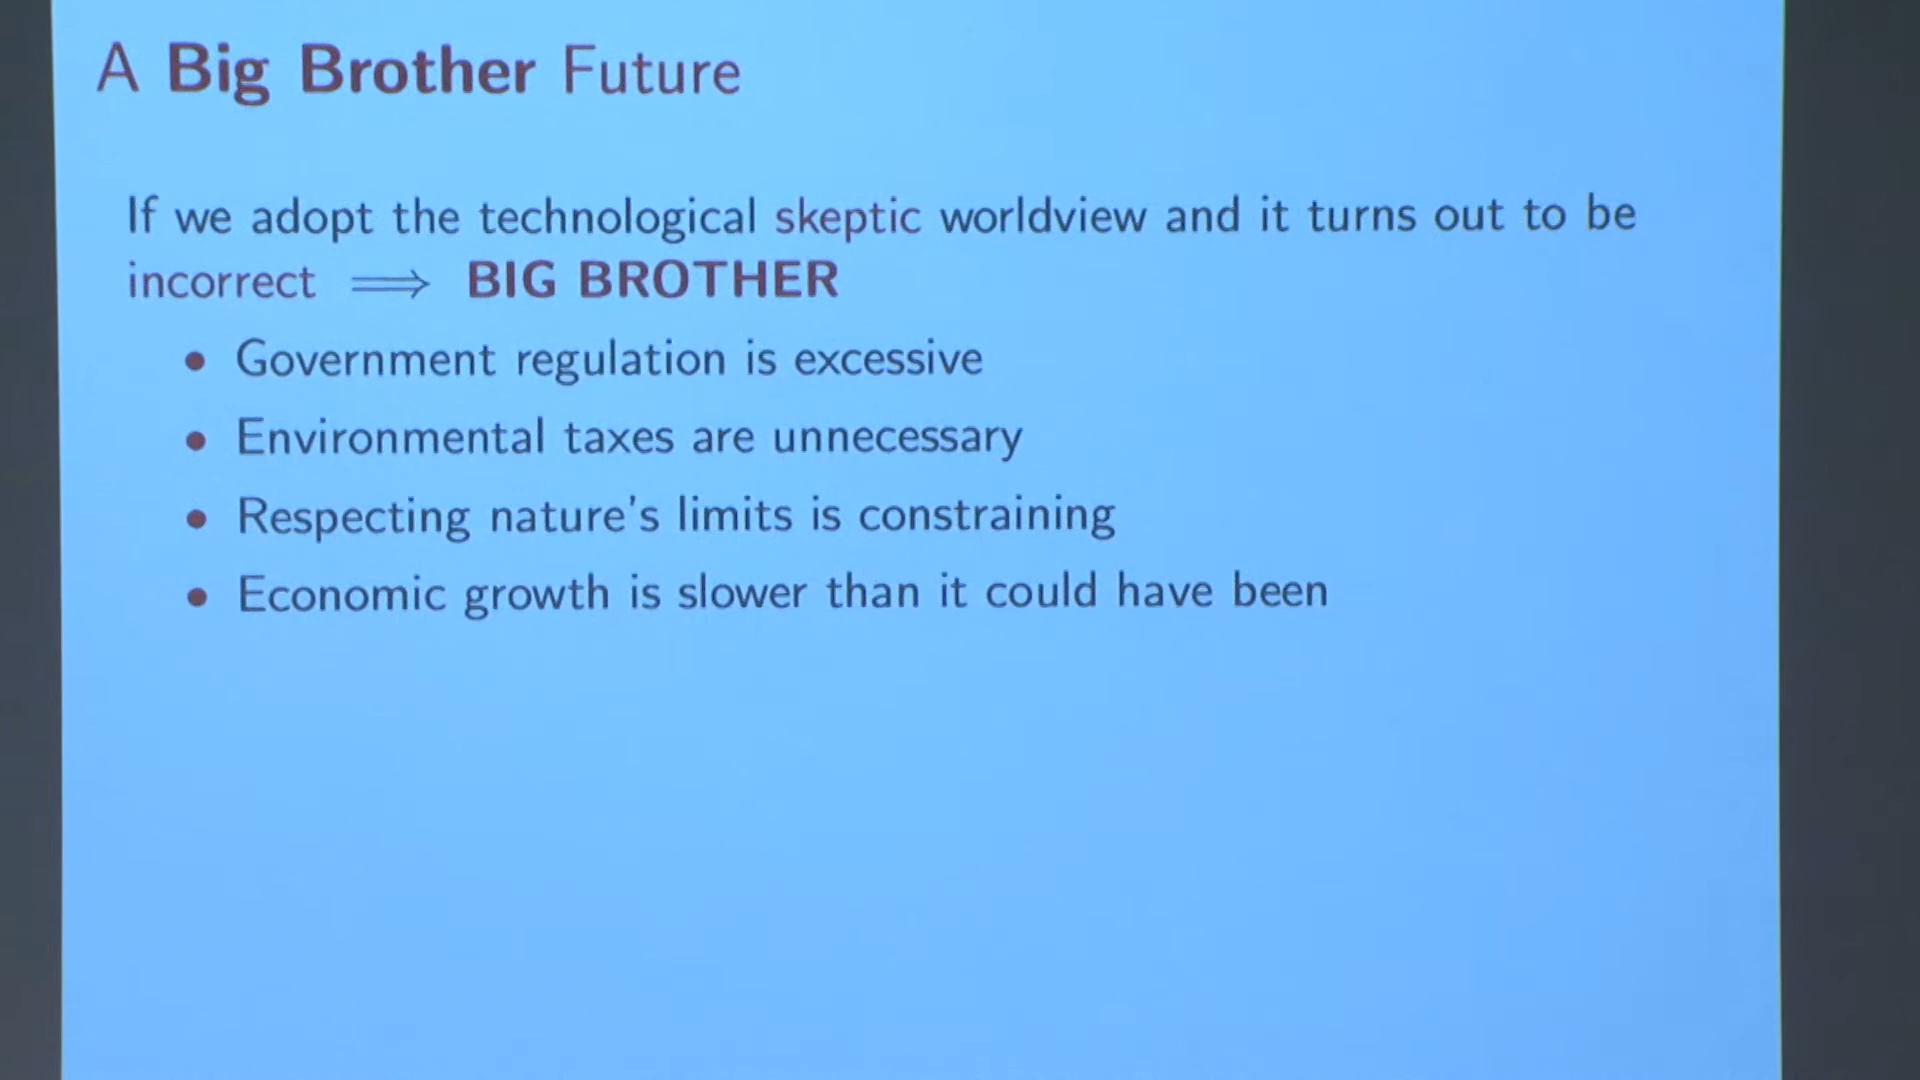 A Big Brother Future
If we adopt the technological skeptic worldview and it turns out to be
incorrect ⟹ BIG BROTHER
• Government regulation is excessive
• Environmental taxes are unnecessary
• Respecting nature's limits is constraining
• Economic growth is slower than it could have been